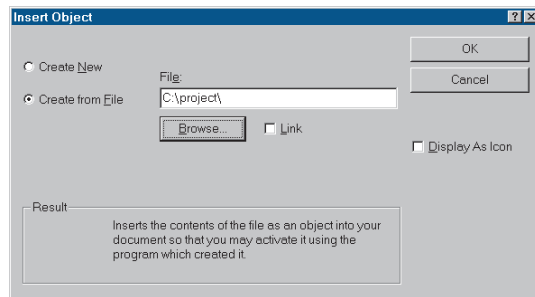 Insert Object
Create New
Create from File
File:
C:\project\
Browse...
Link
OK
Cancel
Display As Icon
Result
Inserts the contents of the file as an object into your
document so that you may activate it using the
program which created it.